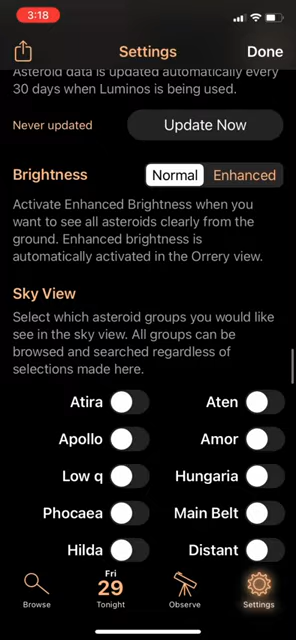 3:18
Settings
Done
Asteroid data is updated automatically every
30 days when Luminos is being used.
Never updated
Update Now
Brightness
Normal
Enhanced
Activate Enhanced Brightness when you
want to see all asteroids clearly from the
ground. Enhanced brightness is
automatically activated in the Orrery view.
Sky View
Select which asteroid groups you would like
see in the sky view. All groups can be
browsed and searched regardless of
selections made here.
Atira
Aten
Apollo
Amor
Low q
Hungaria
Phocaea
Main Belt
Hilda
Distant
Fri
29
Browse
Tonight
Observe
Settings